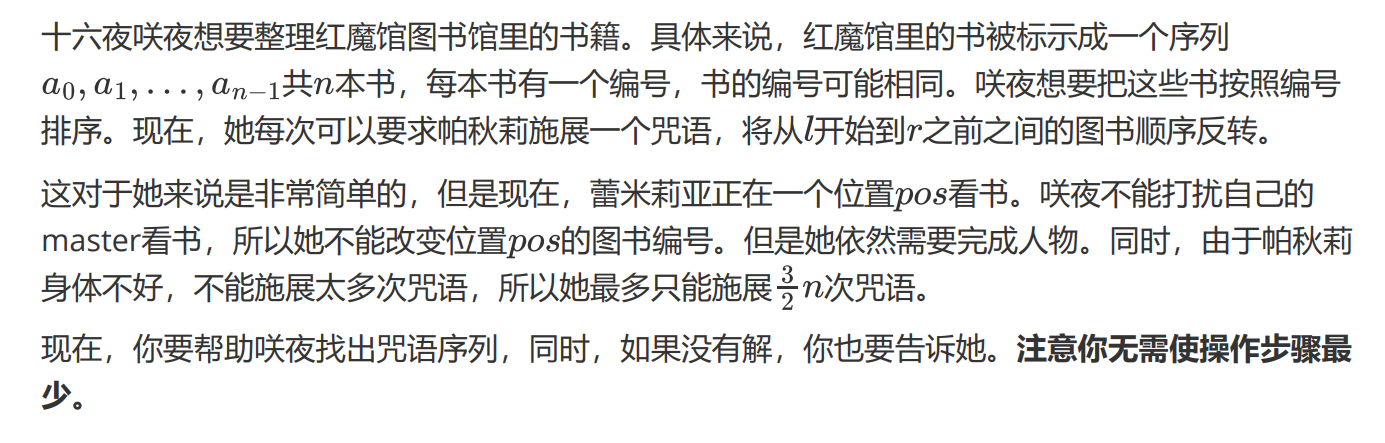 十六夜咲夜想要整理红魔馆图书馆里的书籍。具体来说，红魔馆里的书被标示成一个序列
a₀, a₁, . . . , aₙ₋₁共n本书，每本书有一个编号，书的编号可能相同。咲夜想要把这些书按照编号
排序。现在，她每次可以要求帕秋莉施展一个咒语，将从l开始到r之前之间的图书顺序反转。
这对于她来说是非常简单的，但是现在，蕾米莉亚正在一个位置pos看书。咲夜不能打扰自己的
master看书，所以她不能改变位置pos的图书编号。但是她依然需要完成人物。同时，由于帕秋莉
身体不好，不能施展太多次咒语，所以她最多只能施展3/2 n次咒语。
现在，你要帮助咲夜找出咒语序列，同时，如果没有解，你也要告诉她。注意你无需使操作步骤最
少。